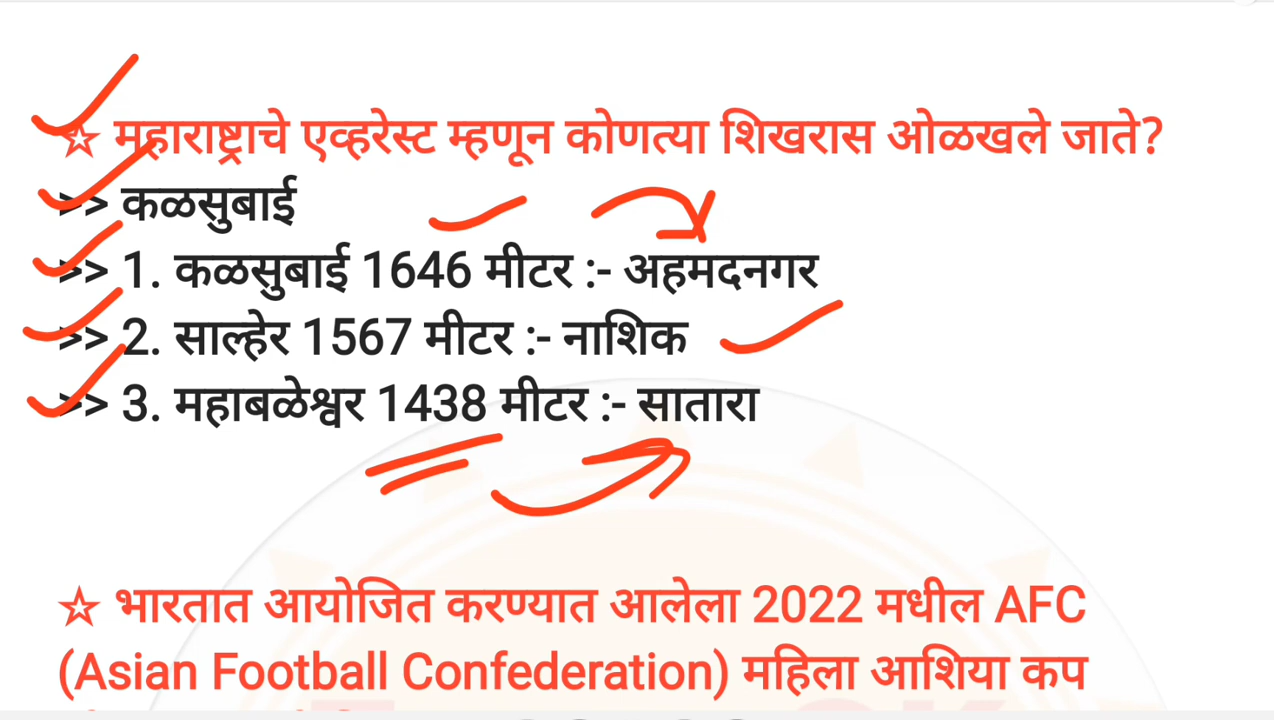 ☆ महाराष्ट्राचे एव्हरेस्ट म्हणून कोणत्या शिखरास ओळखले जाते?
>> कळसुबाई
>> 1. कळसुबाई 1646 मीटर :- अहमदनगर
>> 2. साल्हेर 1567 मीटर :- नाशिक
>> 3. महाबळेश्वर 1438 मीटर :- सातारा
☆ भारतात आयोजित करण्यात आलेला 2022 मधील AFC
(Asian Football Confederation) महिला आशिया कप